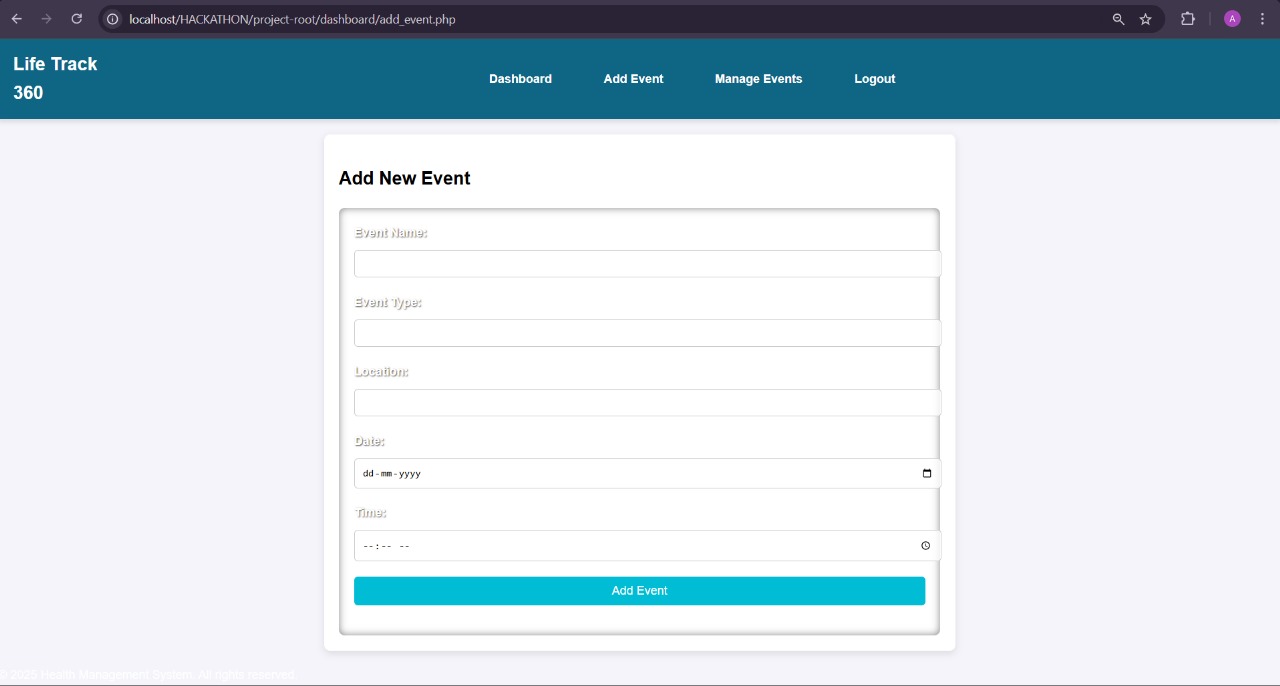 localhost/HACKATHON/project-root/dashboard/add_event.php
A
Life Track
360
Dashboard
Add Event
Manage Events
Logout
Add New Event
Event Name:
Event Type:
Location:
Date:
dd-mm-yyyy
Time:
--:-- --
Add Event
© 2025 Health Management System. All rights reserved.